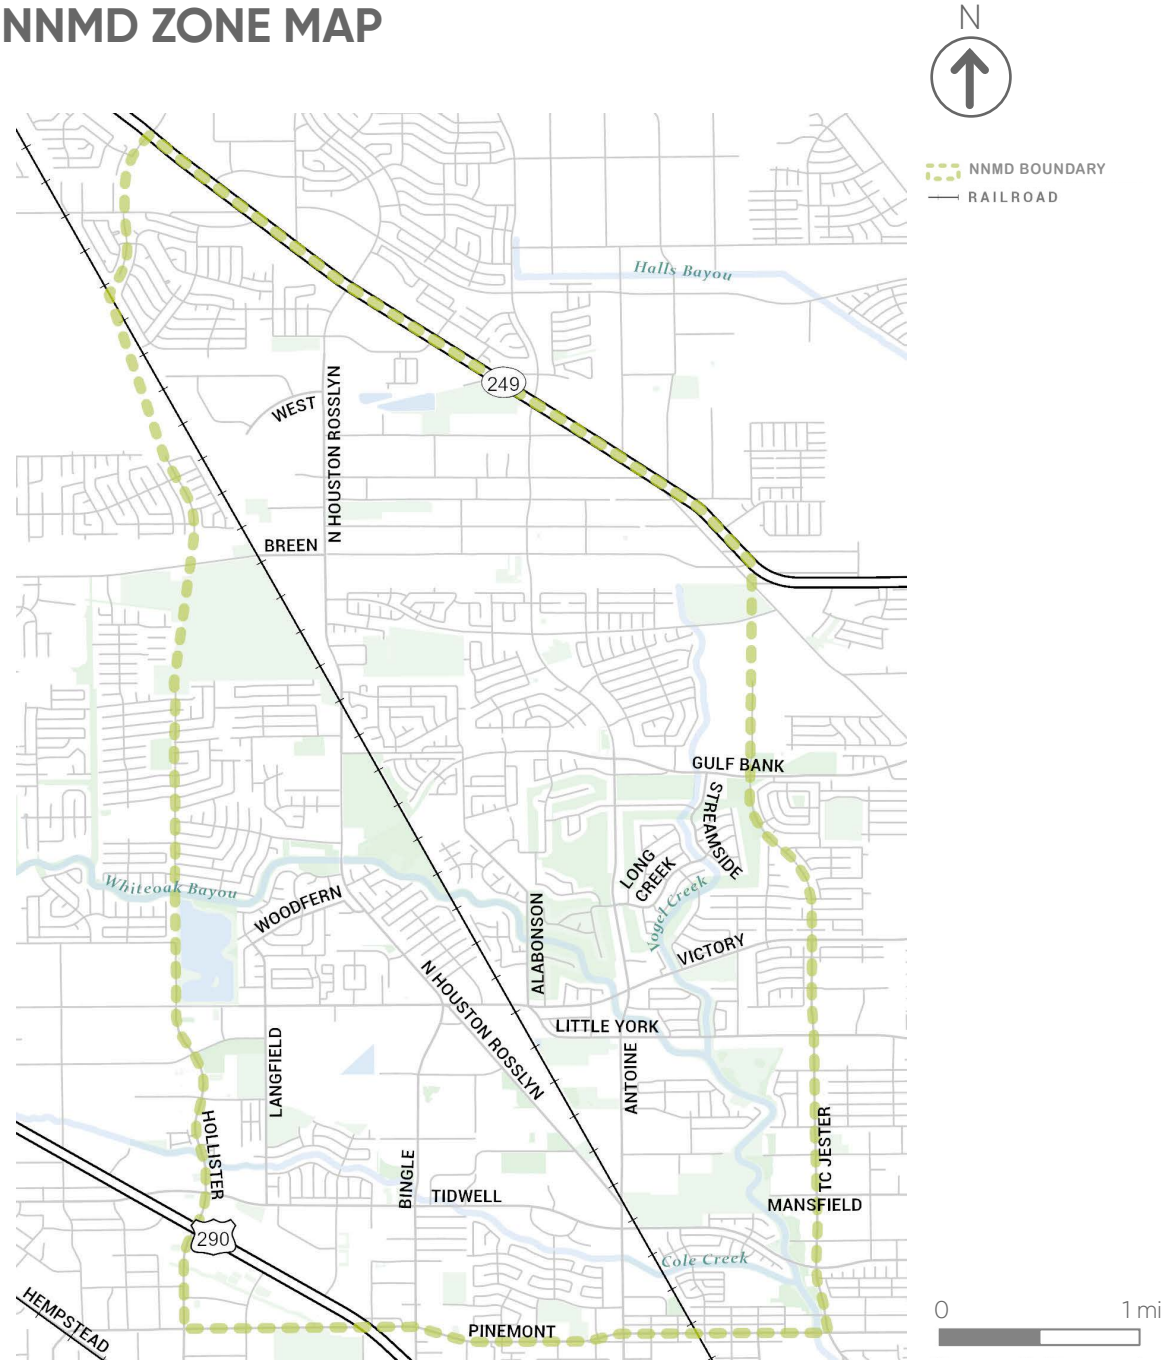 NNMD ZONE MAP
N
NNMD BOUNDARY
RAILROAD
Halls Bayou
249
WEST
N HOUSTON ROSSLYN
BREEN
GULF BANK
STREAMSIDE
LONG
CREEK
Vogel Creek
Whiteoak Bayou
WOODFERN
ALABONSON
VICTORY
N HOUSTON ROSSLYN
LITTLE YORK
LANGFIELD
ANTOINE
HOLLISTER
BINGLE
TC JESTER
TIDWELL
MANSFIELD
290
Cole Creek
HEMPSTEAD
PINEMONT
0
1 mi